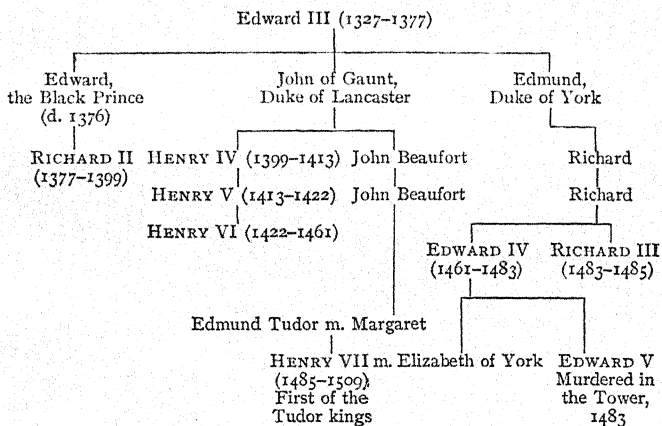 Edward III (1327–1377)
Edward, the Black Prince (d. 1376)
John of Gaunt, Duke of Lancaster
Edmund, Duke of York
RICHARD II (1377–1399)
HENRY IV (1399–1413)
John Beaufort
Richard
HENRY V (1413–1422)
John Beaufort
Richard
HENRY VI (1422–1461)
EDWARD IV (1461–1483)
RICHARD III (1483–1485)
Edmund Tudor m. Margaret
HENRY VII m. Elizabeth of York
(1485–1509)
First of the
Tudor kings
EDWARD V
Murdered in
the Tower,
1483